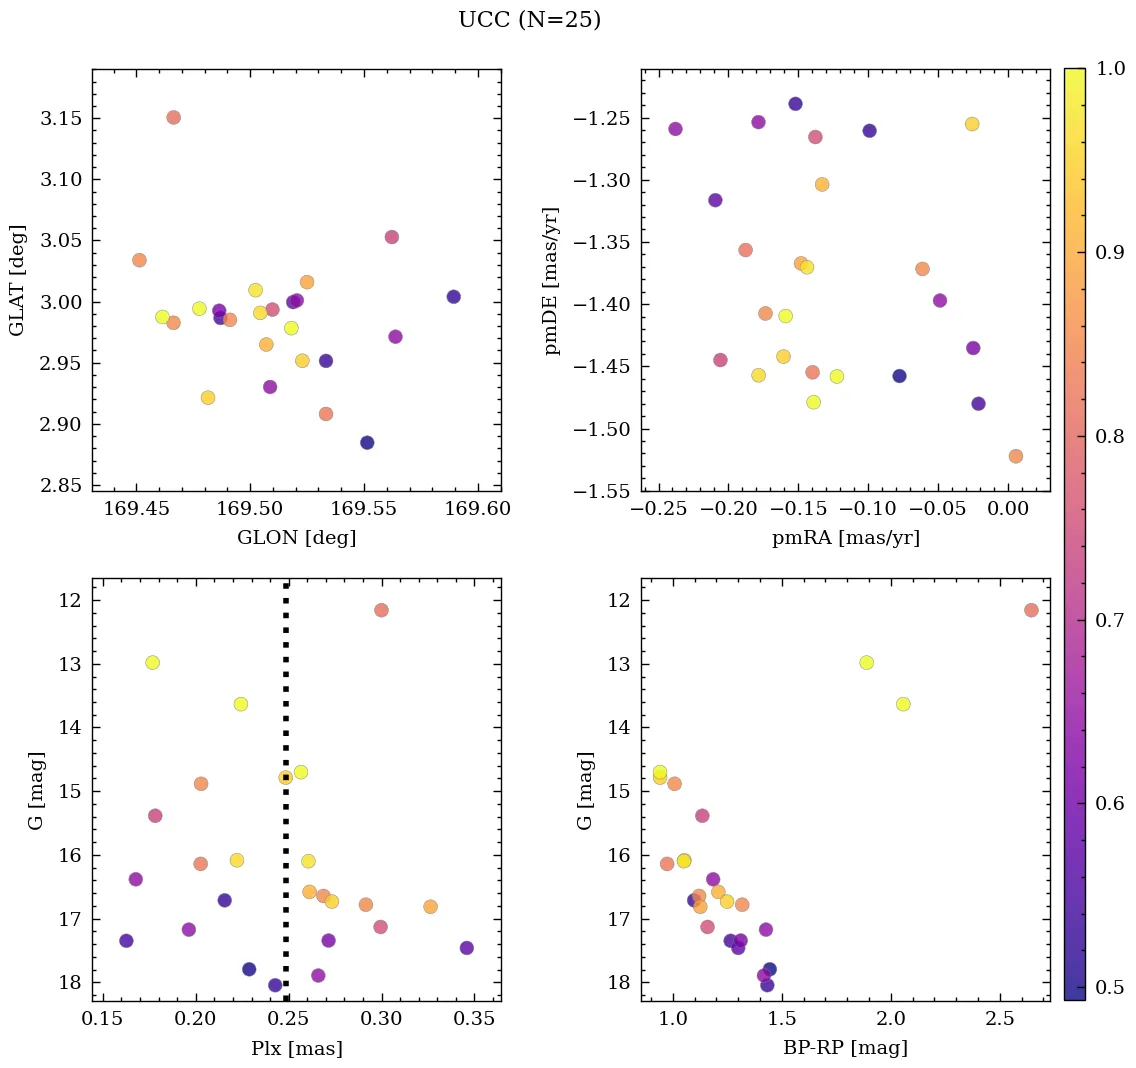 UCC (N=25)
3.15
3.10
3.05
3.00
2.95
2.90
2.85
GLAT [deg]
169.45 169.50 169.55 169.60
GLON [deg]
−1.25
−1.30
−1.35
−1.40
−1.45
−1.50
−1.55
pmDE [mas/yr]
−0.25 −0.20 −0.15 −0.10 −0.05 0.00
pmRA [mas/yr]
12
13
14
15
16
17
18
G [mag]
0.15 0.20 0.25 0.30 0.35
Plx [mas]
12
13
14
15
16
17
18
G [mag]
1.0 1.5 2.0 2.5
BP-RP [mag]
1.0
0.9
0.8
0.7
0.6
0.5